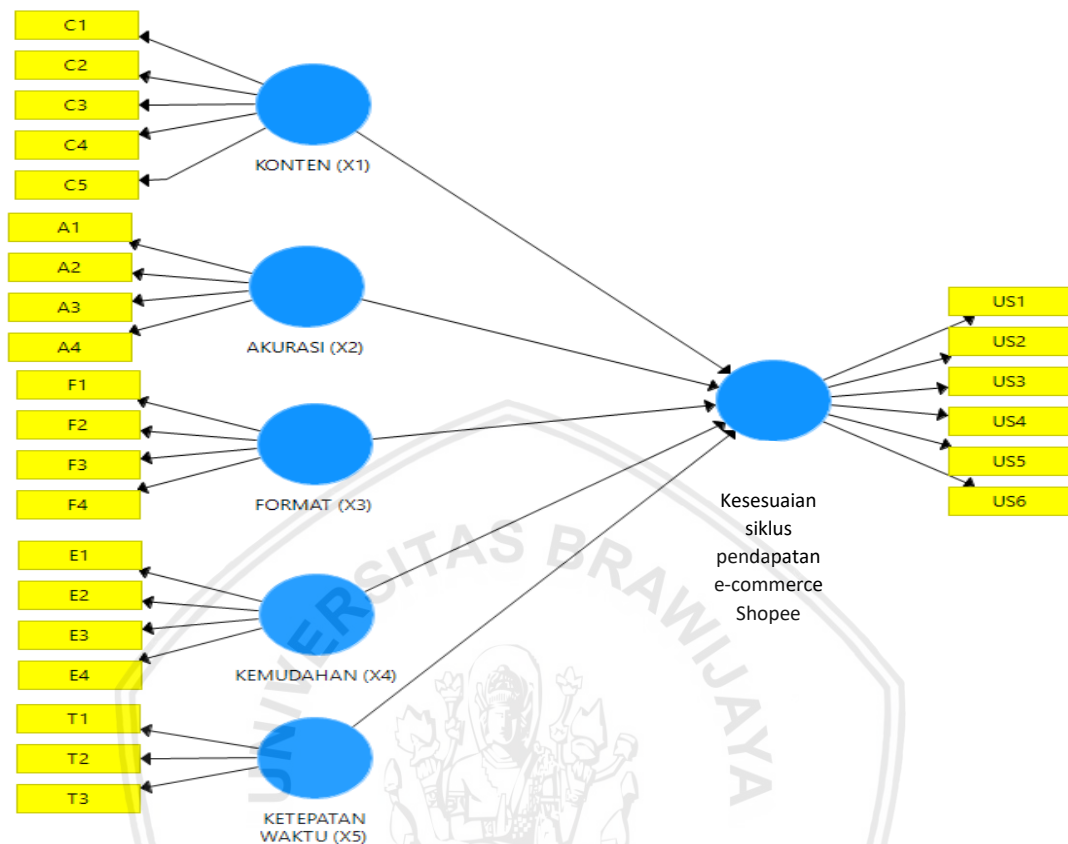 C1
C2
C3
C4
C5
KONTEN (X1)
A1
A2
A3
A4
AKURASI (X2)
F1
F2
F3
F4
FORMAT (X3)
E1
E2
E3
E4
KEMUDAHAN (X4)
T1
T2
T3
KETEPATAN
WAKTU (X5)
US1
US2
US3
US4
US5
US6
Kesesuaian
siklus
pendapatan
e-commerce
Shopee
UNIVERSITAS BRAWIJAYA